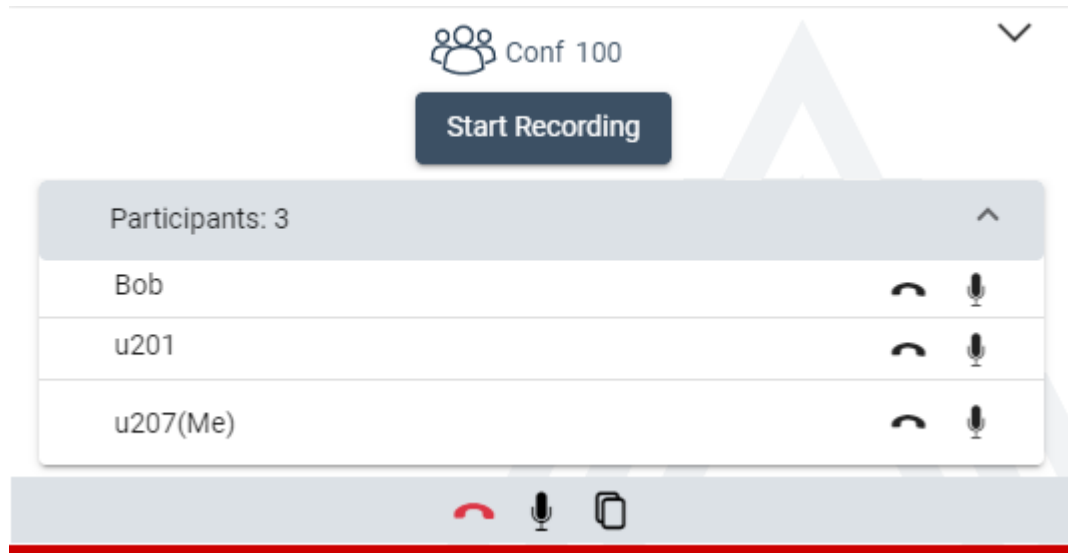 Conf 100
Start Recording
Participants: 3
Bob
u201
u207(Me)